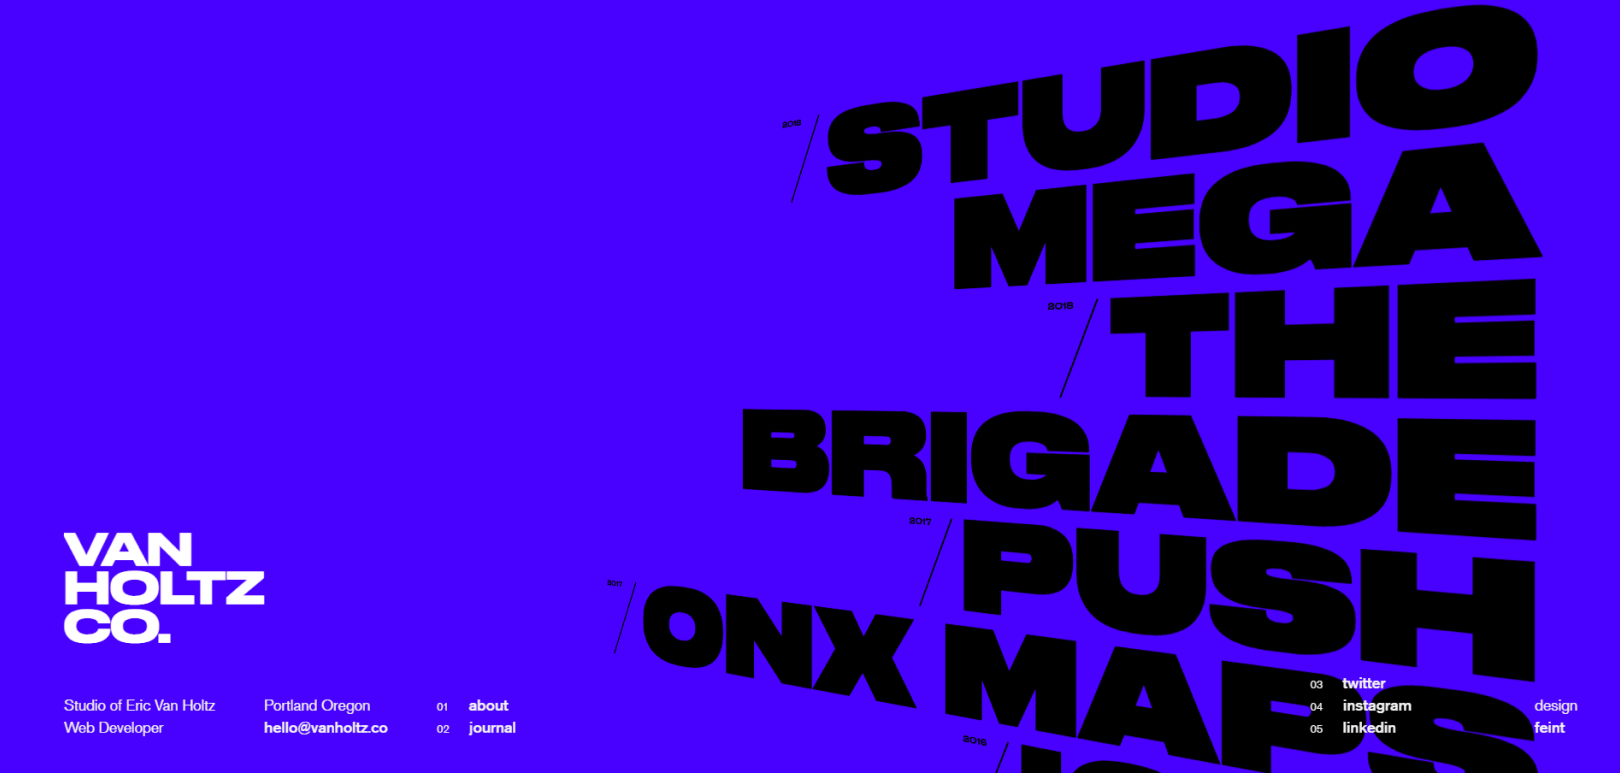 2018
STUDIO
MEGA
2018
THE
BRIGADE
2017
PUSH
2017
ONX MAPS
2016
VAN
HOLTZ
CO.
Studio of Eric Van Holtz
Web Developer
Portland Oregon
hello@vanholtz.co
01 about
02 journal
03 twitter
04 instagram
05 linkedin
design
feint